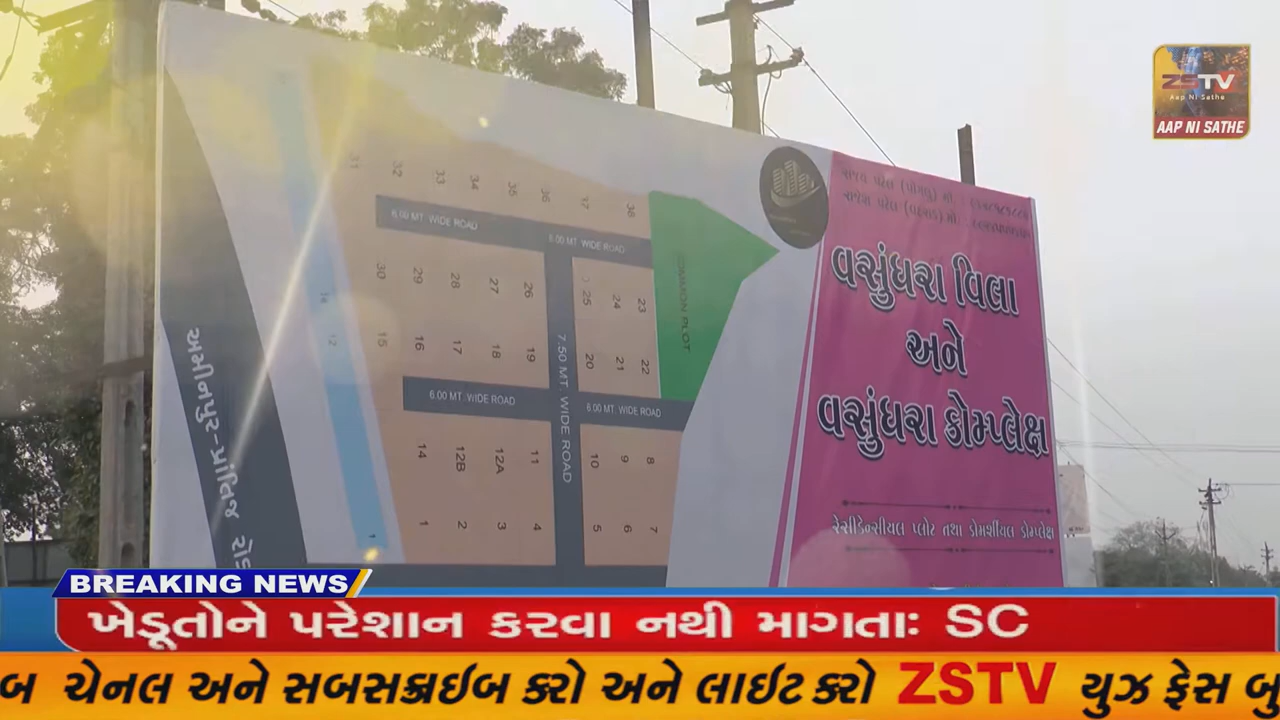 ZSTV
Aap Ni Sathe
AAP NI SATHE
વસુંધરા વિલા
અને
વસુંધરા કોમ્પ્લેક્ષ
રેસીડેન્સીયલ પ્લોટ તથા કોમર્શીયલ કોમ્પ્લેક્ષ
31 32 33 34 35 36 37 38
6.00 MT. WIDE ROAD
6.00 MT. WIDE ROAD
30 29 28 27 26 25 24 23
COMMON PLOT
15 16 17 18 19 20 21 22
7.50 MT. WIDE ROAD
6.00 MT. WIDE ROAD
6.00 MT. WIDE ROAD
14 12B 12A 11 10 9 8
1 2 3 4 5 6 7
BREAKING NEWS
ખેડૂતોને પરેશાન કરવા નથી માગતાઃ SC
બ ચેનલ અને સબસક્રાઇબ કરો અને લાઇટ કરો ZSTV યુઝ ફેસ બુ